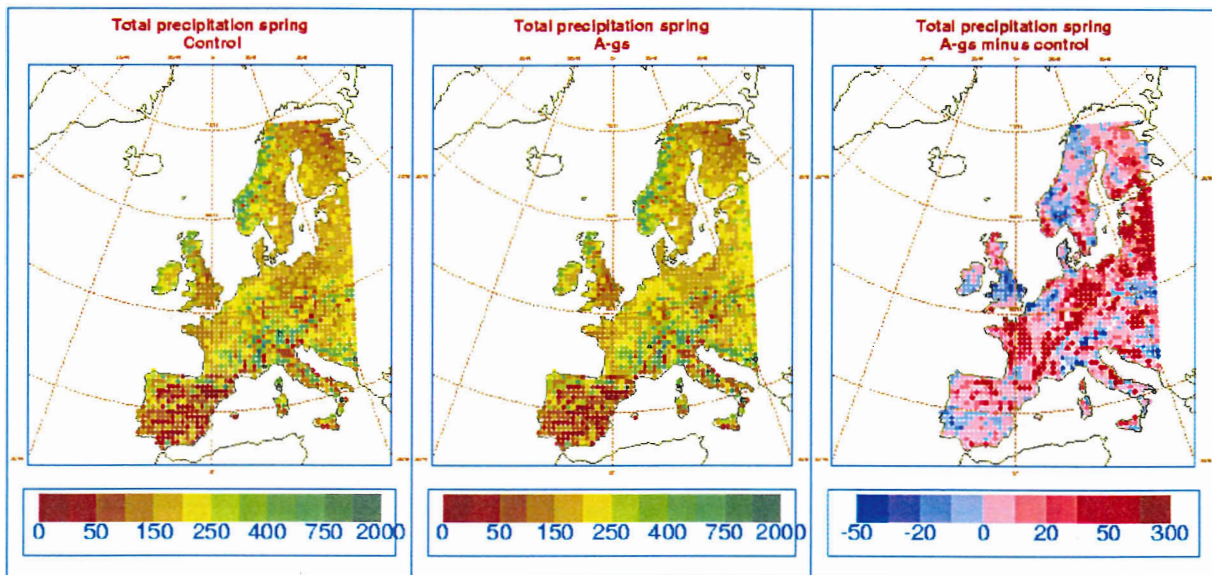 Total precipitation spring
Control
0 50 150 250 400 750 2000
Total precipitation spring
A-gs
0 50 150 250 400 750 2000
Total precipitation spring
A-gs minus control
-50 -20 0 20 50 300